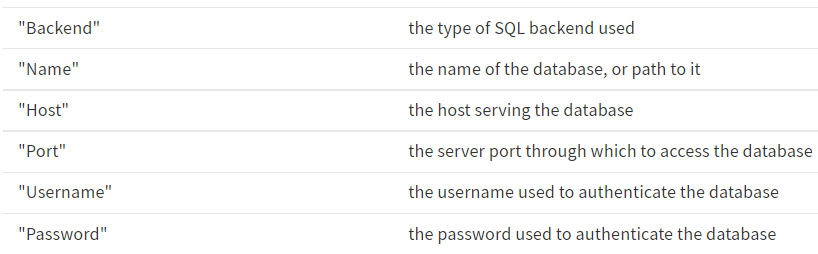 "Backend" the type of SQL backend used
"Name" the name of the database, or path to it
"Host" the host serving the database
"Port" the server port through which to access the database
"Username" the username used to authenticate the database
"Password" the password used to authenticate the database